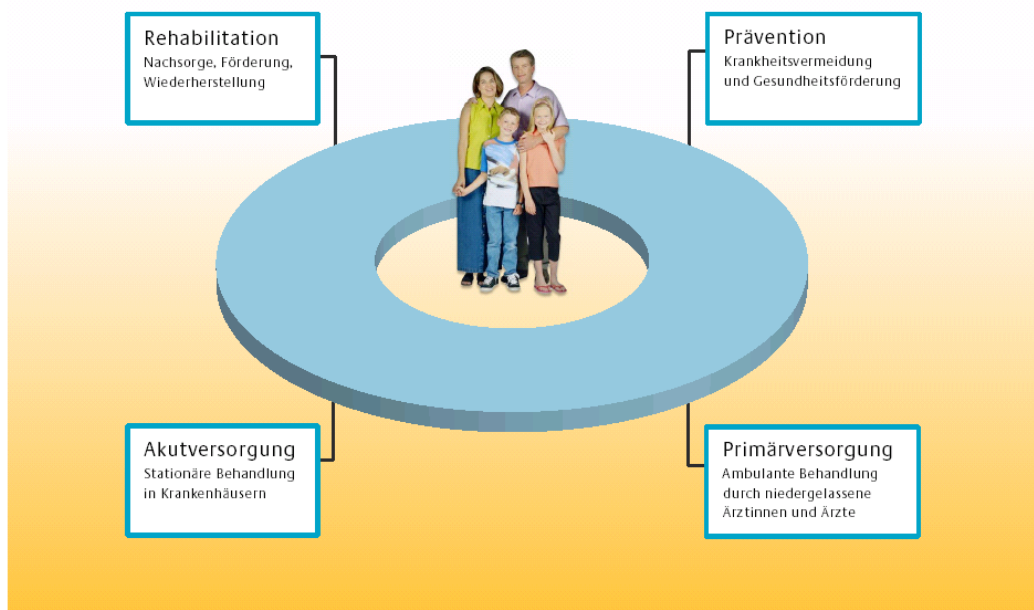 Rehabilitation
Nachsorge, Förderung,
Wiederherstellung
Prävention
Krankheitsvermeidung
und Gesundheitsförderung
Akutversorgung
Stationäre Behandlung
in Krankenhäusern
Primärversorgung
Ambulante Behandlung
durch niedergelassene
Ärztinnen und Ärzte